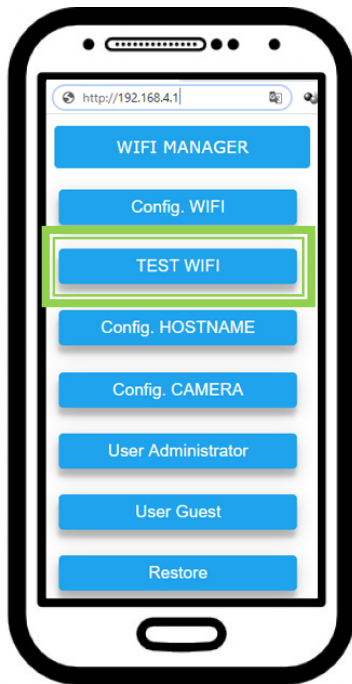 http://192.168.4.1
WIFI MANAGER
Config. WIFI
TEST WIFI
Config. HOSTNAME
Config. CAMERA
User Administrator
User Guest
Restore